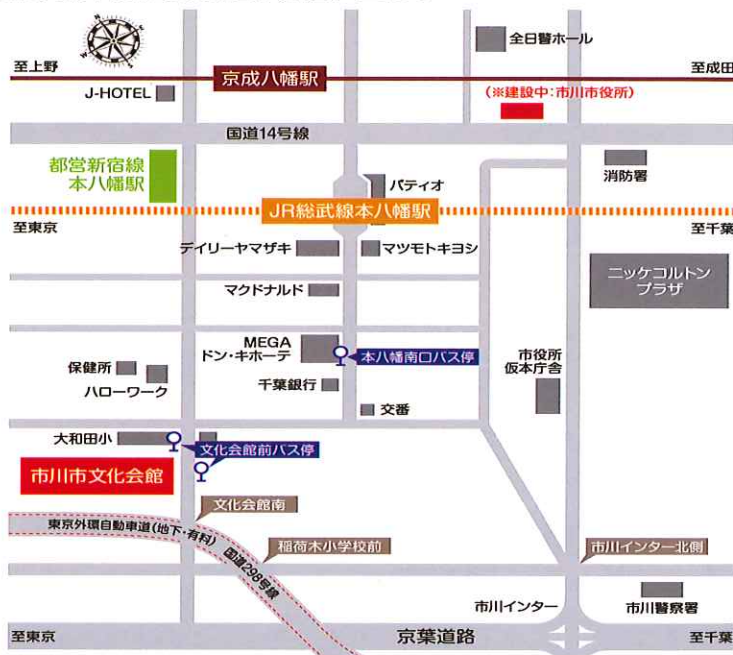 全日警ホール
至上野
京成八幡駅
至成田
J-HOTEL
(※建設中:市川市役所)
国道14号線
都営新宿線
本八幡駅
パティオ
消防署
JR総武線本八幡駅
至東京
至千葉
デイリーヤマザキ
マツモトキヨシ
ニッケコルトン
プラザ
マクドナルド
MEGA
ドン・キホーテ
本八幡南口バス停
市役所
仮本庁舎
保健所
ハローワーク
千葉銀行
交番
大和田小
文化会館前バス停
市川市文化会館
文化会館南
東京外環自動車道(地下・有料)
国道298号線
稲荷木小学校前
市川インター北側
市川インター
市川警察署
至東京
京葉道路
至千葉